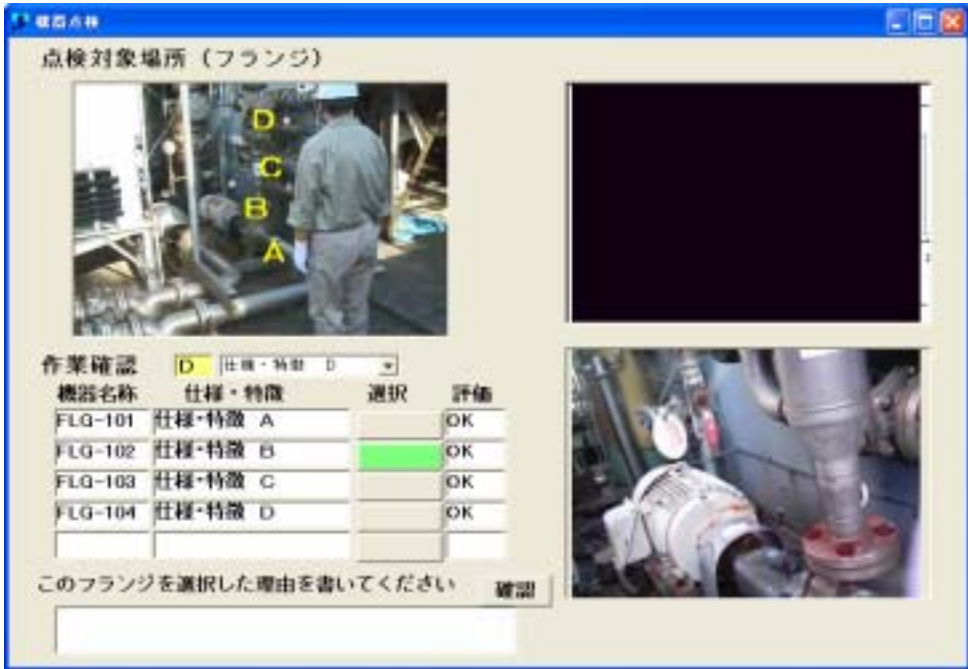 機器点検
点検対象場所（フランジ）
D
C
B
A
作業確認 D 仕様・特徴 D
機器名称 仕様・特徴 選択 評価
FLG-101 仕様・特徴 A OK
FLG-102 仕様・特徴 B OK
FLG-103 仕様・特徴 C OK
FLG-104 仕様・特徴 D OK
このフランジを選択した理由を書いてください 確認